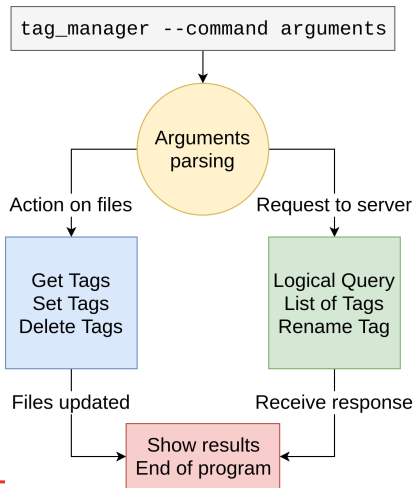 tag_manager --command arguments
Arguments
parsing
Action on files
Request to server
Get Tags
Set Tags
Delete Tags
Logical Query
List of Tags
Rename Tag
Files updated
Receive response
Show results
End of program